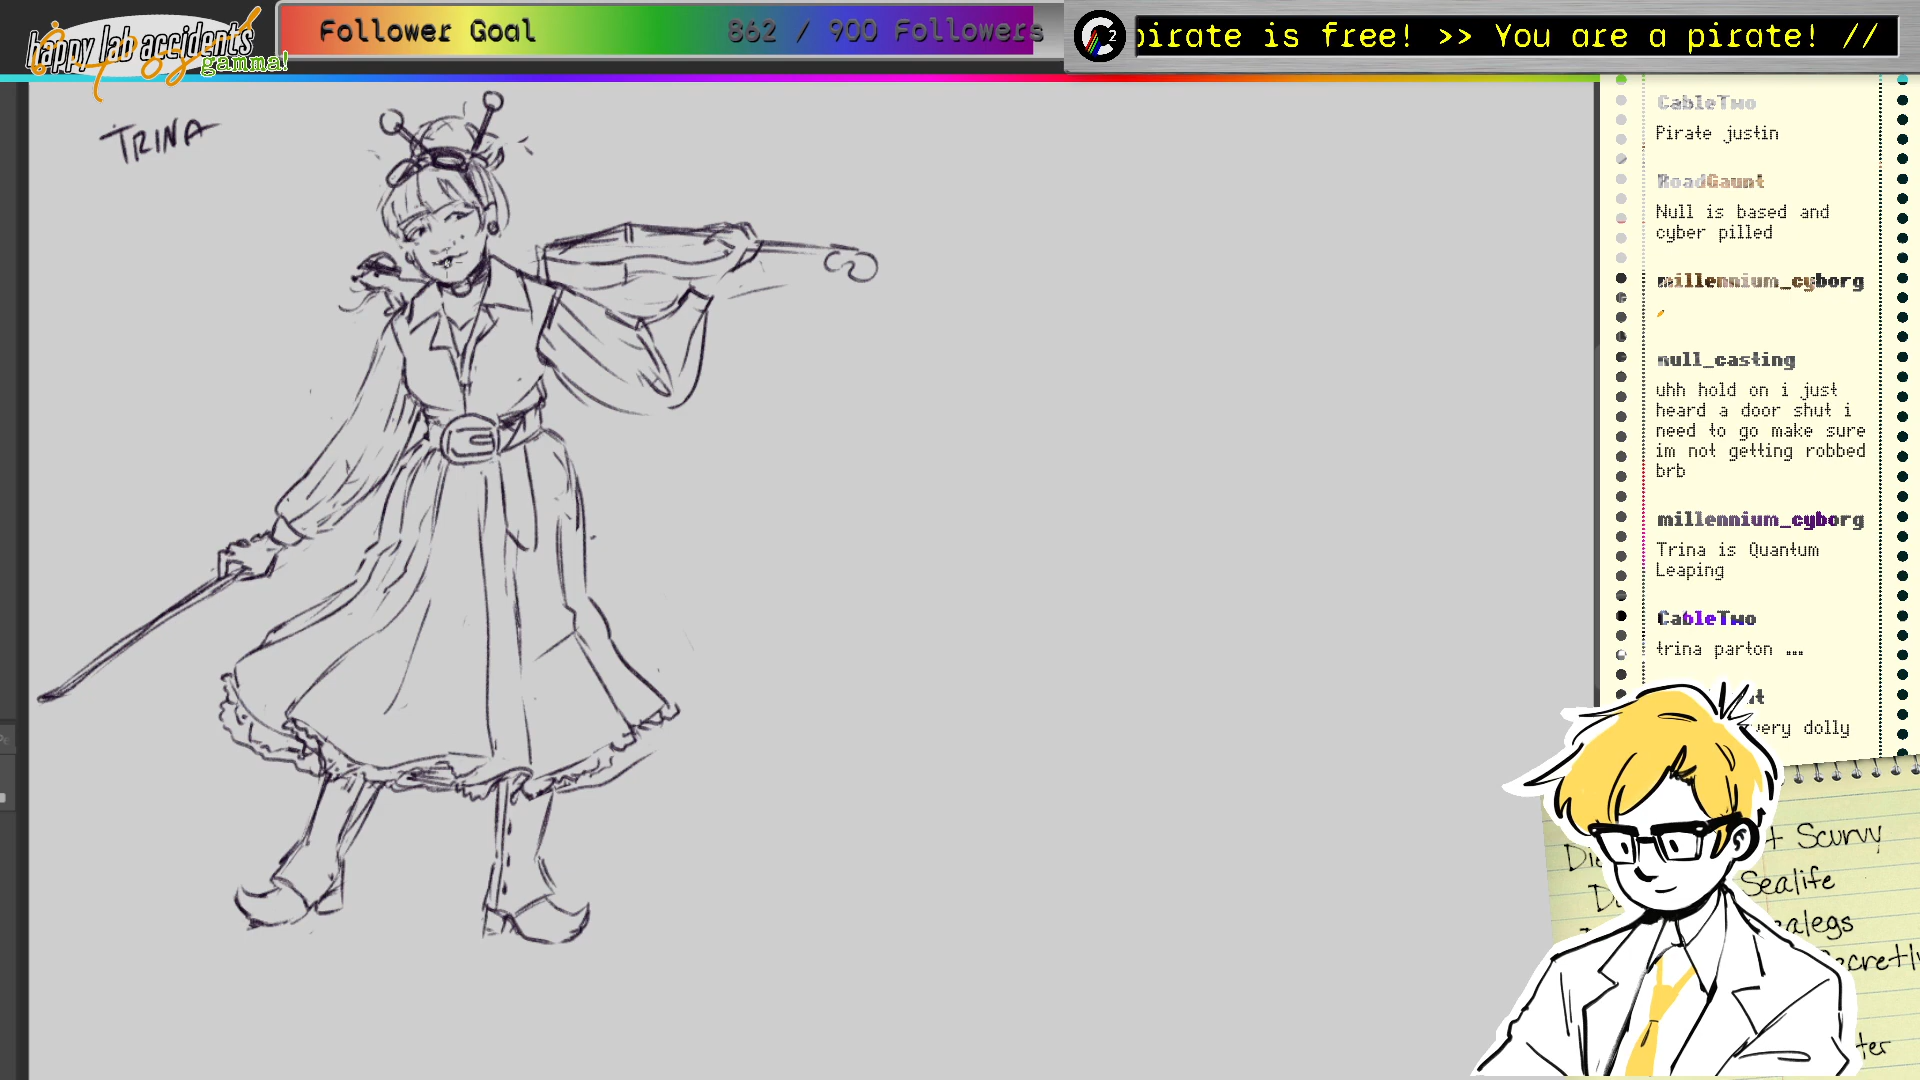 happy lab accidents
gamma!
Follower Goal
862 / 900 Followers
pirate is free! >> You are a pirate! //
TRINA
CableTwo
Pirate justin
RoadGaunt
Null is based and
cyber pilled
millennium_cyborg
null_casting
uhh hold on i just
heard a door shut i
need to go make sure
im not getting robbed
brb
millennium_cyborg
Trina is Quantum
Leaping
CableTwo
trina parton ...
very dolly
Scurvy
Sealife